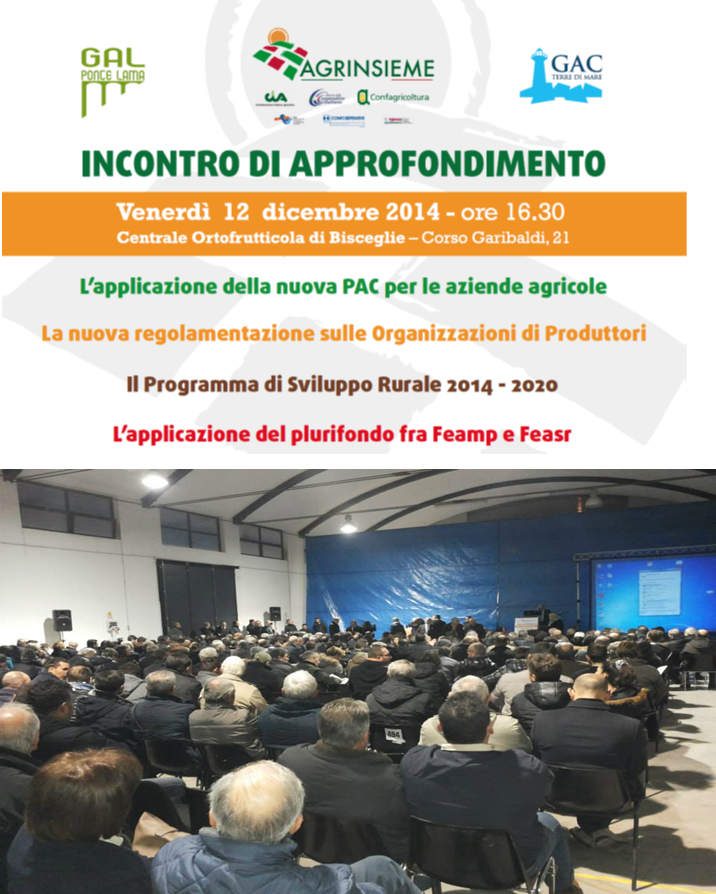 GAL
PONTE LAMA
AGRINSIEME
CIA
Confagricoltura
GAC
TERRE DI MARE
INCONTRO DI APPROFONDIMENTO
Venerdì 12 dicembre 2014 - ore 16.30
Centrale Ortofrutticola di Bisceglie – Corso Garibaldi, 21
L'applicazione della nuova PAC per le aziende agricole
La nuova regolamentazione sulle Organizzazioni di Produttori
Il Programma di Sviluppo Rurale 2014 - 2020
L'applicazione del plurifondo fra Feamp e Feasr
494